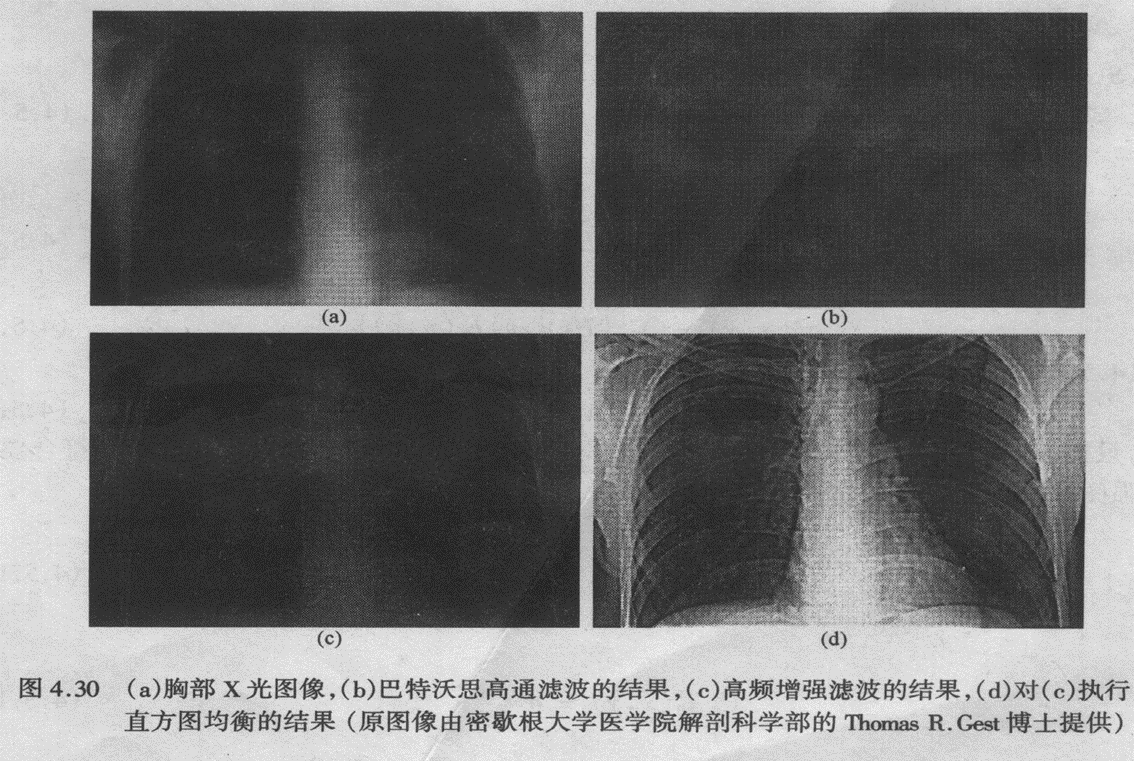 (a)
(b)
(c)
(d)
图 4.30 (a)胸部 X 光图像,(b)巴特沃思高通滤波的结果,(c)高频增强滤波的结果,(d)对(c)执行
直方图均衡的结果 (原图像由密歇根大学医学院解剖科学部的 Thomas R. Gest 博士提供)